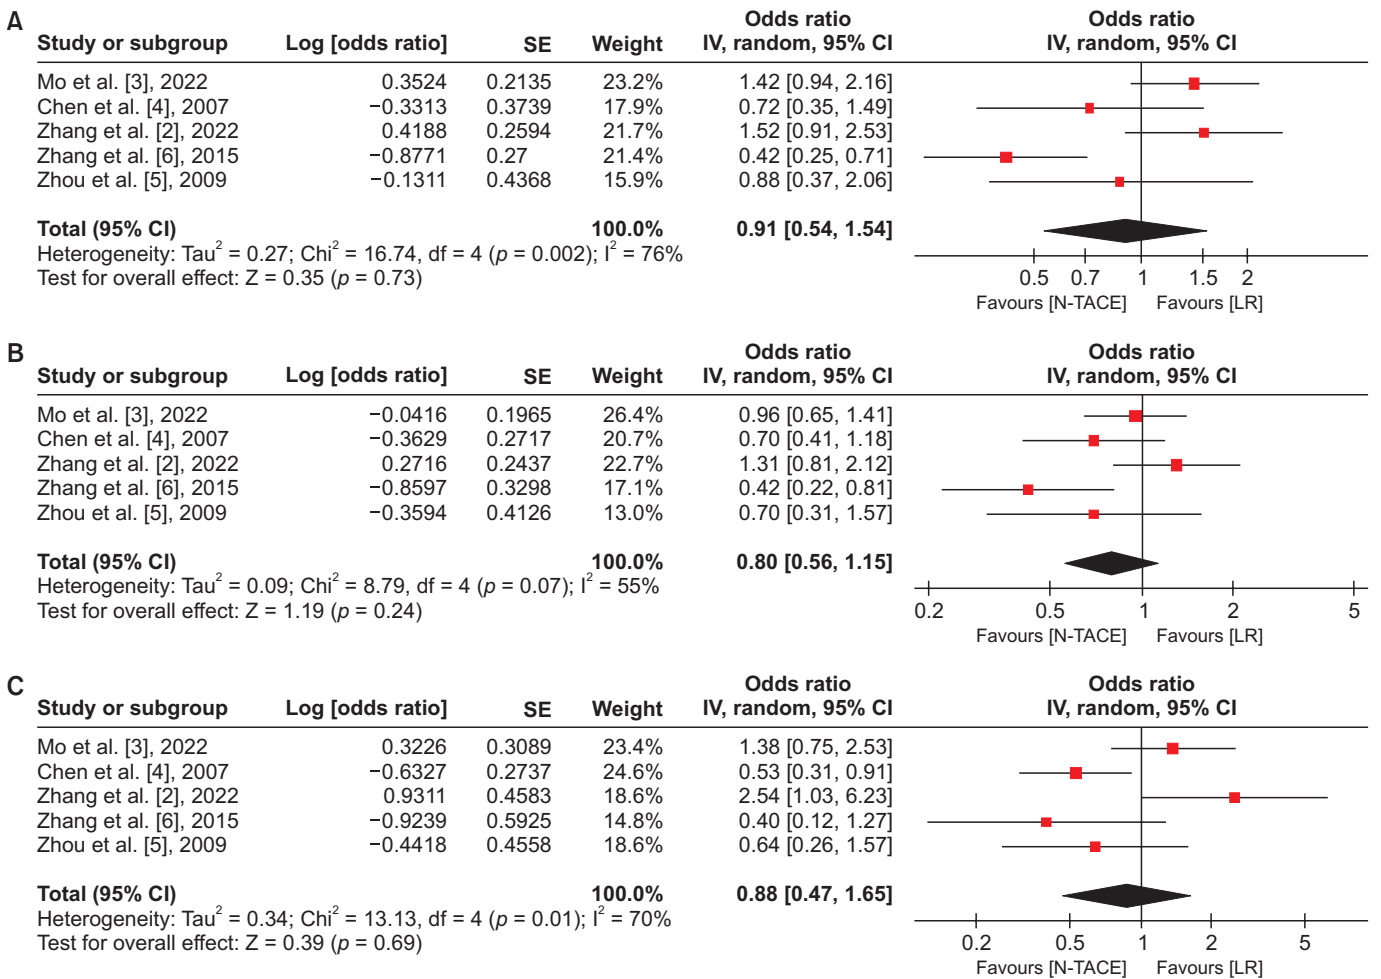 A
Odds ratio Odds ratio
Study or subgroup Log [odds ratio] SE Weight IV, random, 95% CI IV, random, 95% CI
Mo et al. [3], 2022 0.3524 0.2135 23.2% 1.42 [0.94, 2.16]
Chen et al. [4], 2007 −0.3313 0.3739 17.9% 0.72 [0.35, 1.49]
Zhang et al. [2], 2022 0.4188 0.2594 21.7% 1.52 [0.91, 2.53]
Zhang et al. [6], 2015 −0.8771 0.27 21.4% 0.42 [0.25, 0.71]
Zhou et al. [5], 2009 −0.1311 0.4368 15.9% 0.88 [0.37, 2.06]
Total (95% CI) 100.0% 0.91 [0.54, 1.54]
Heterogeneity: Tau² = 0.27; Chi² = 16.74, df = 4 (p = 0.002); I² = 76%
Test for overall effect: Z = 0.35 (p = 0.73)
0.5 0.7 1 1.5 2
Favours [N-TACE] Favours [LR]
B
Odds ratio Odds ratio
Study or subgroup Log [odds ratio] SE Weight IV, random, 95% CI IV, random, 95% CI
Mo et al. [3], 2022 −0.0416 0.1965 26.4% 0.96 [0.65, 1.41]
Chen et al. [4], 2007 −0.3629 0.2717 20.7% 0.70 [0.41, 1.18]
Zhang et al. [2], 2022 0.2716 0.2437 22.7% 1.31 [0.81, 2.12]
Zhang et al. [6], 2015 −0.8597 0.3298 17.1% 0.42 [0.22, 0.81]
Zhou et al. [5], 2009 −0.3594 0.4126 13.0% 0.70 [0.31, 1.57]
Total (95% CI) 100.0% 0.80 [0.56, 1.15]
Heterogeneity: Tau² = 0.09; Chi² = 8.79, df = 4 (p = 0.07); I² = 55%
Test for overall effect: Z = 1.19 (p = 0.24)
0.2 0.5 1 2 5
Favours [N-TACE] Favours [LR]
C
Odds ratio Odds ratio
Study or subgroup Log [odds ratio] SE Weight IV, random, 95% CI IV, random, 95% CI
Mo et al. [3], 2022 0.3226 0.3089 23.4% 1.38 [0.75, 2.53]
Chen et al. [4], 2007 −0.6327 0.2737 24.6% 0.53 [0.31, 0.91]
Zhang et al. [2], 2022 0.9311 0.4583 18.6% 2.54 [1.03, 6.23]
Zhang et al. [6], 2015 −0.9239 0.5925 14.8% 0.40 [0.12, 1.27]
Zhou et al. [5], 2009 −0.4418 0.4558 18.6% 0.64 [0.26, 1.57]
Total (95% CI) 100.0% 0.88 [0.47, 1.65]
Heterogeneity: Tau² = 0.34; Chi² = 13.13, df = 4 (p = 0.01); I² = 70%
Test for overall effect: Z = 0.39 (p = 0.69)
0.2 0.5 1 2 5
Favours [N-TACE] Favours [LR]